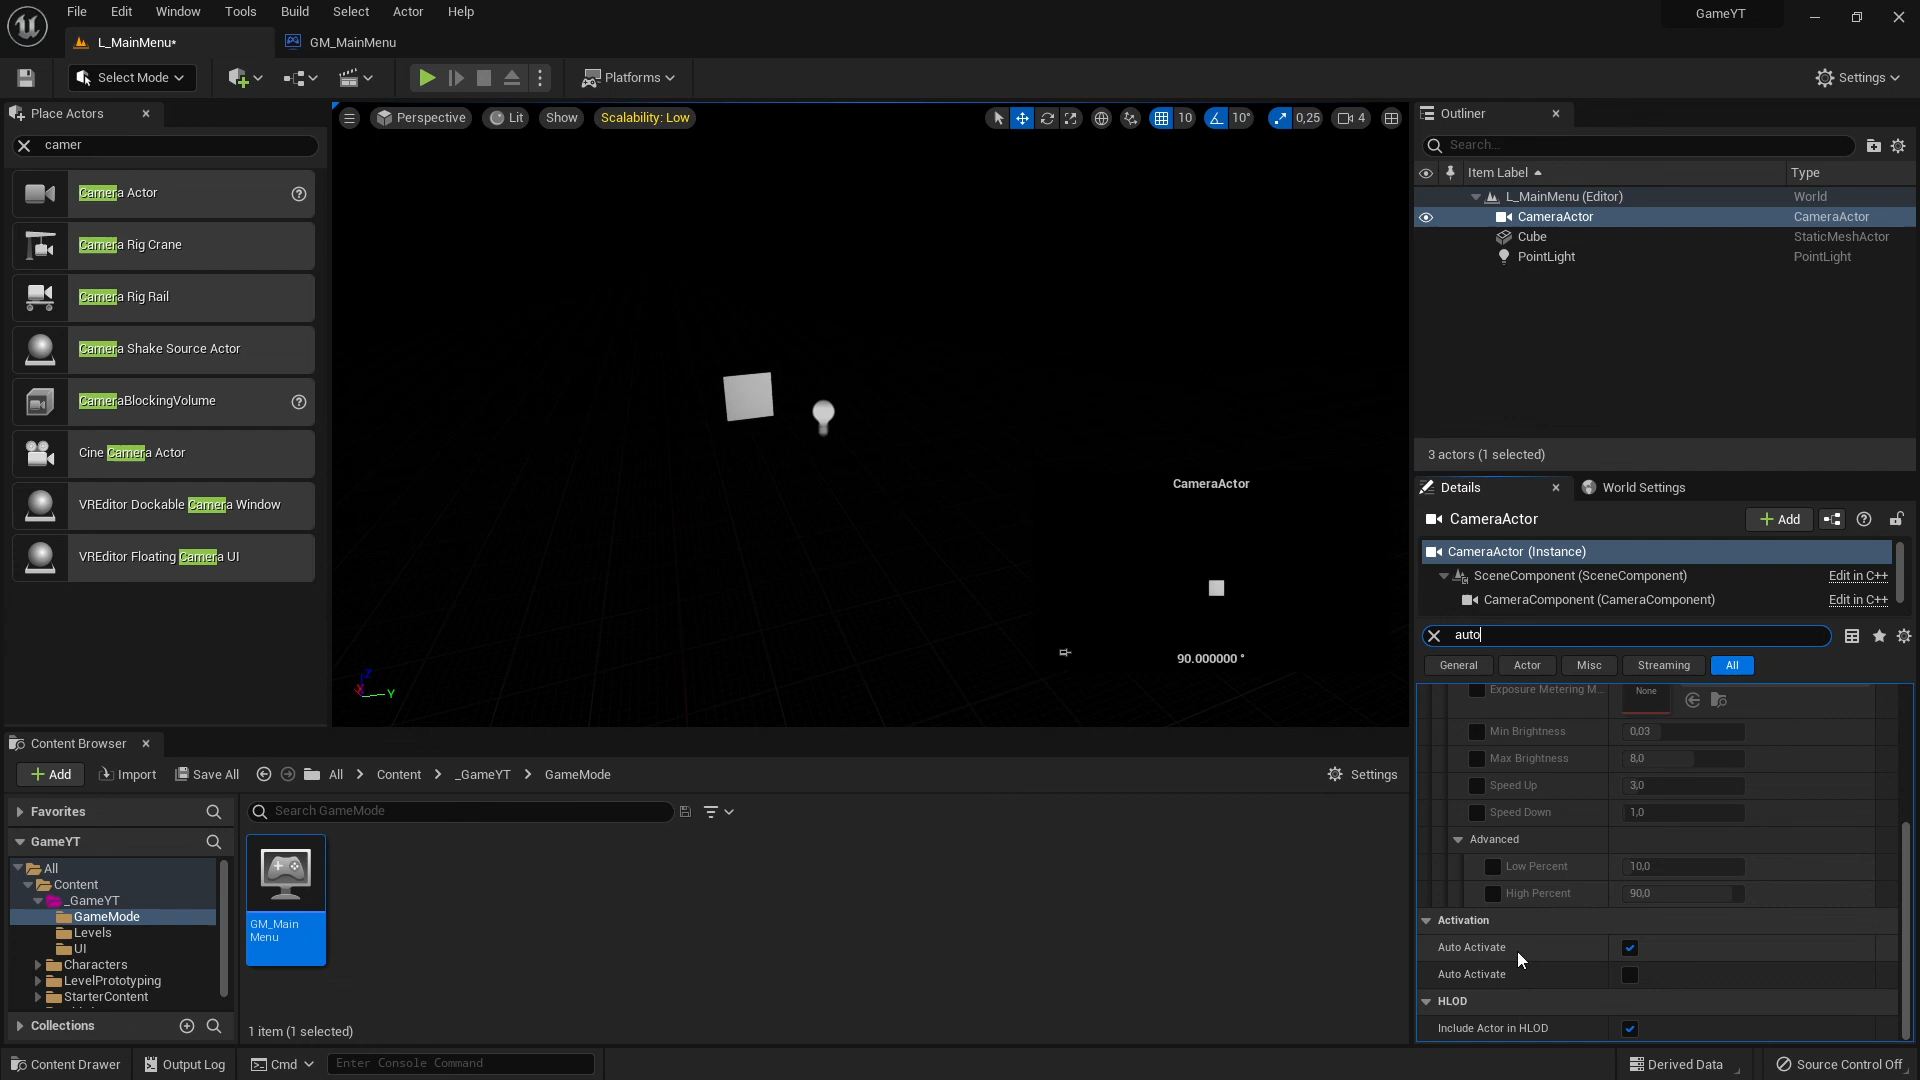 File Edit Window Tools Build Select Actor Help
GameYT
L_MainMenu*
GM_MainMenu
Select Mode
Platforms
Settings
Place Actors
camer
Camera Actor
Camera Rig Crane
Camera Rig Rail
Camera Shake Source Actor
CameraBlockingVolume
Cine Camera Actor
VREditor Dockable Camera Window
VREditor Floating Camera UI
Perspective
Lit
Show
Scalability: Low
10
10°
0,25
4
CameraActor
90.000000 °
X
Y
Z
Outliner
Search...
Item Label
Type
L_MainMenu (Editor) World
CameraActor CameraActor
Cube StaticMeshActor
PointLight PointLight
3 actors (1 selected)
Details
World Settings
CameraActor
Add
CameraActor (Instance)
SceneComponent (SceneComponent) Edit in C++
CameraComponent (CameraComponent) Edit in C++
auto
General Actor Misc Streaming All
Exposure Metering M... None
Min Brightness 0,03
Max Brightness 8,0
Speed Up 3,0
Speed Down 1,0
Advanced
Low Percent 10,0
High Percent 90,0
Activation
Auto Activate
Auto Activate
HLOD
Include Actor in HLOD
Content Browser
Add
Import
Save All
All > Content > _GameYT > GameMode
Settings
Favorites
GameYT
All
Content
_GameYT
GameMode
Levels
UI
Characters
LevelPrototyping
StarterContent
Collections
Search GameMode
GM_Main
Menu
1 item (1 selected)
Content Drawer
Output Log
Cmd
Enter Console Command
Derived Data
Source Control Off